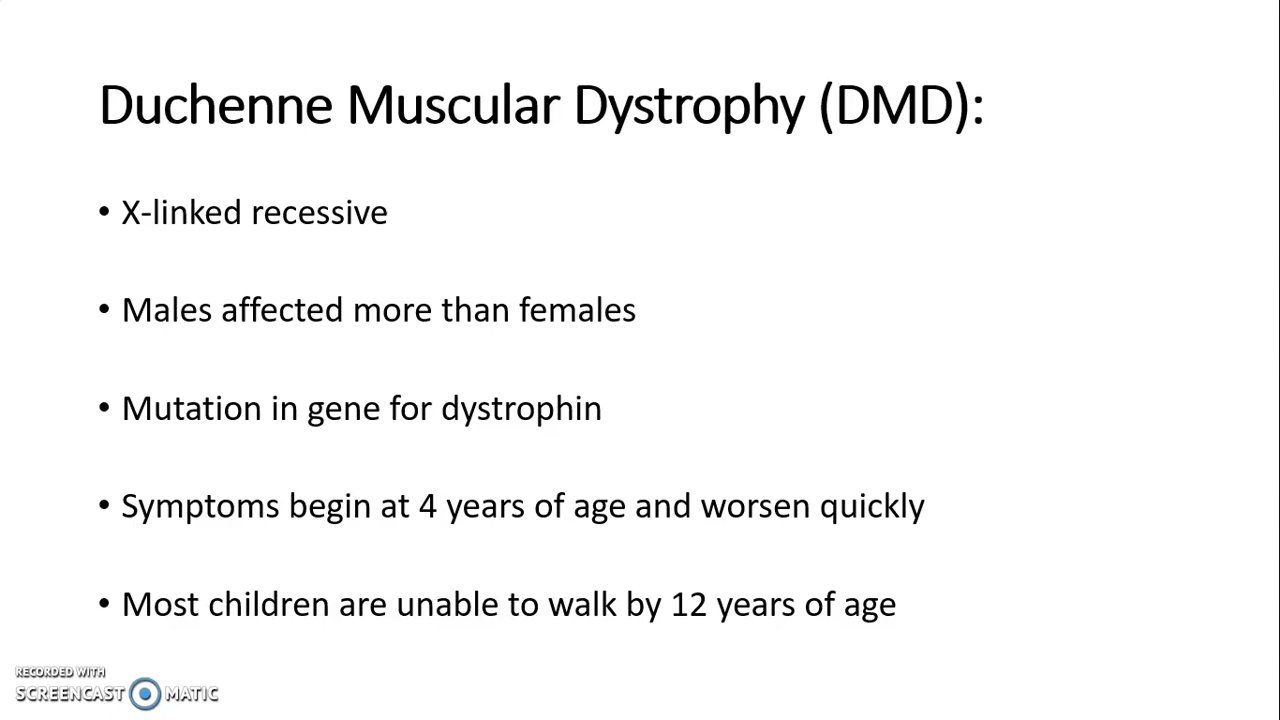 Duchenne Muscular Dystrophy (DMD):
• X-linked recessive
• Males affected more than females
• Mutation in gene for dystrophin
• Symptoms begin at 4 years of age and worsen quickly
• Most children are unable to walk by 12 years of age
RECORDED WITH
SCREENCAST MATIC